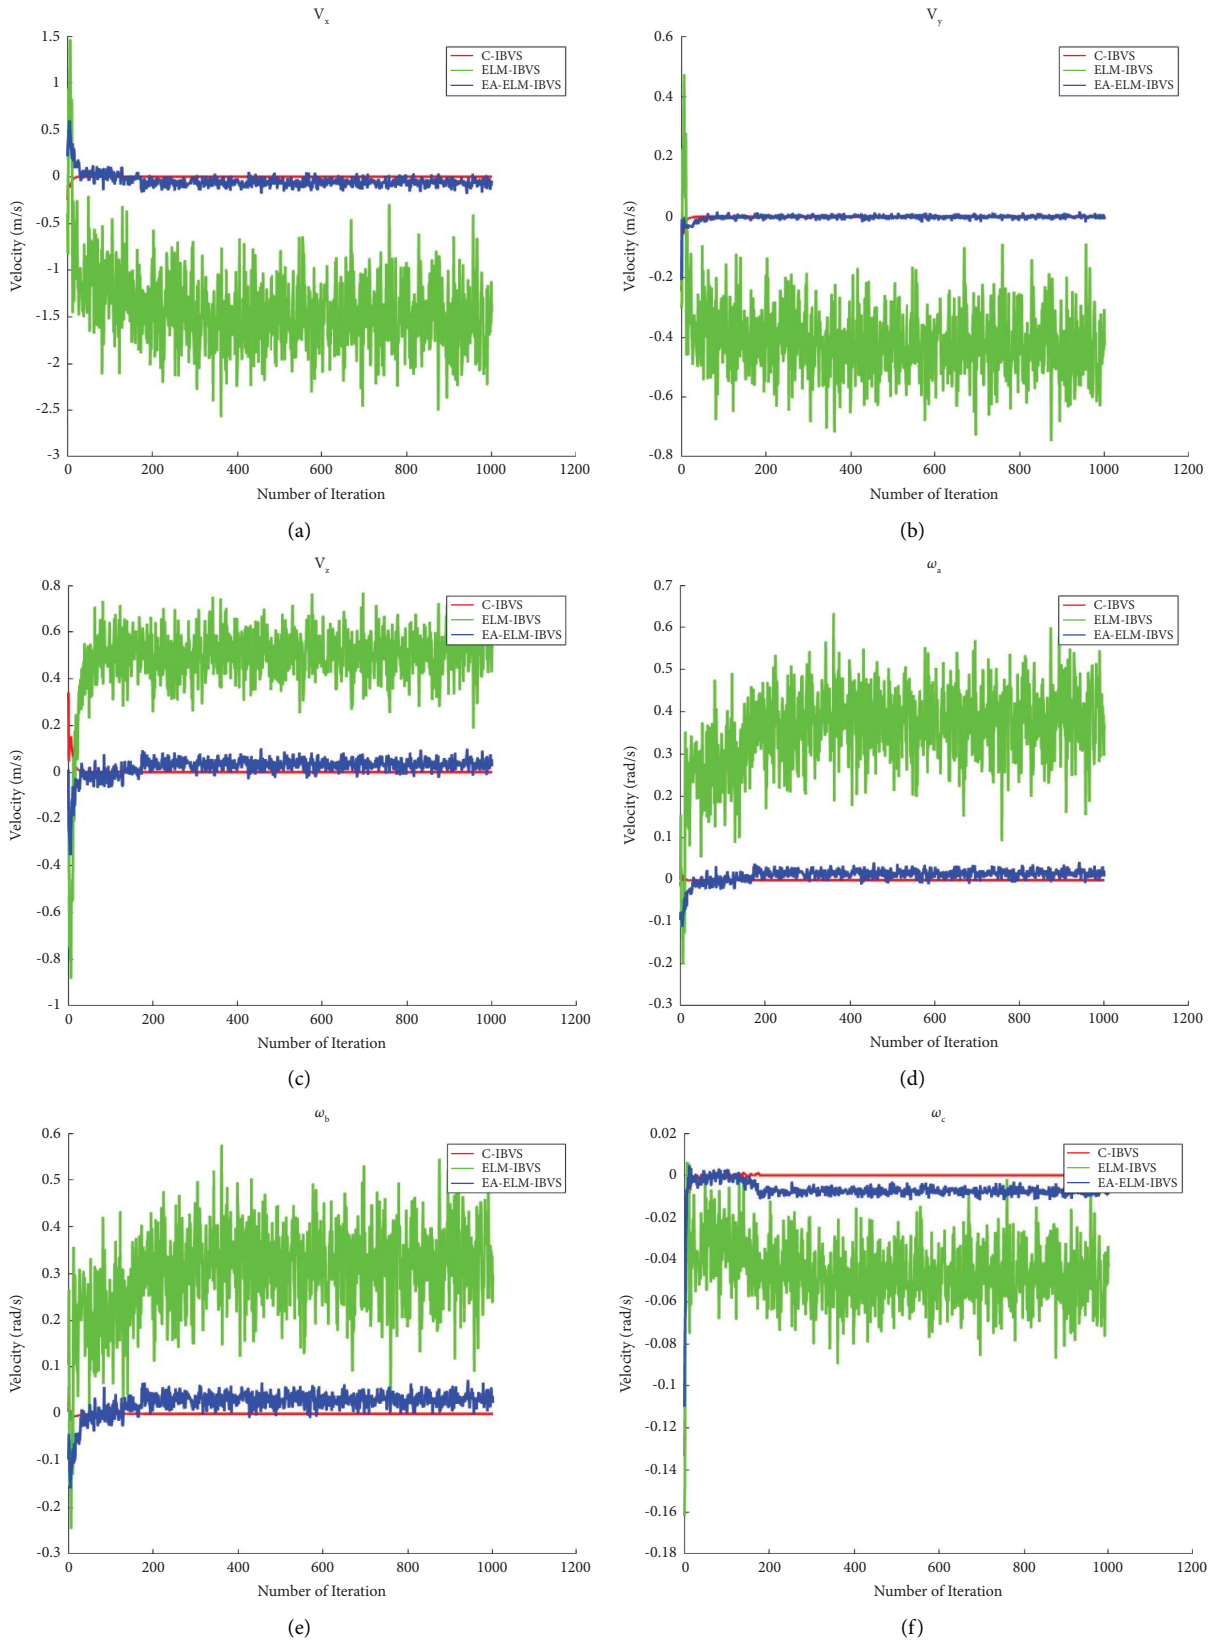 V_x
1.5
1
0.5
0
-0.5
-1
-1.5
-2
-2.5
-3
Velocity (m/s)
C-IBVS
ELM-IBVS
EA-ELM-IBVS
0 200 400 600 800 1000 1200
Number of Iteration
(a)
V_y
0.6
0.4
0.2
0
-0.2
-0.4
-0.6
-0.8
Velocity (m/s)
C-IBVS
ELM-IBVS
EA-ELM-IBVS
0 200 400 600 800 1000 1200
Number of Iteration
(b)
V_z
0.8
0.6
0.4
0.2
0
-0.2
-0.4
-0.6
-0.8
-1
Velocity (m/s)
C-IBVS
ELM-IBVS
EA-ELM-IBVS
0 200 400 600 800 1000 1200
Number of Iteration
(c)
ω_a
0.7
0.6
0.5
0.4
0.3
0.2
0.1
0
-0.1
-0.2
-0.3
Velocity (rad/s)
C-IBVS
ELM-IBVS
EA-ELM-IBVS
0 200 400 600 800 1000 1200
Number of Iteration
(d)
ω_b
0.6
0.5
0.4
0.3
0.2
0.1
0
-0.1
-0.2
-0.3
Velocity (rad/s)
C-IBVS
ELM-IBVS
EA-ELM-IBVS
0 200 400 600 800 1000 1200
Number of Iteration
(e)
ω_c
0.02
0
-0.02
-0.04
-0.06
-0.08
-0.1
-0.12
-0.14
-0.16
-0.18
Velocity (rad/s)
C-IBVS
ELM-IBVS
EA-ELM-IBVS
0 200 400 600 800 1000 1200
Number of Iteration
(f)